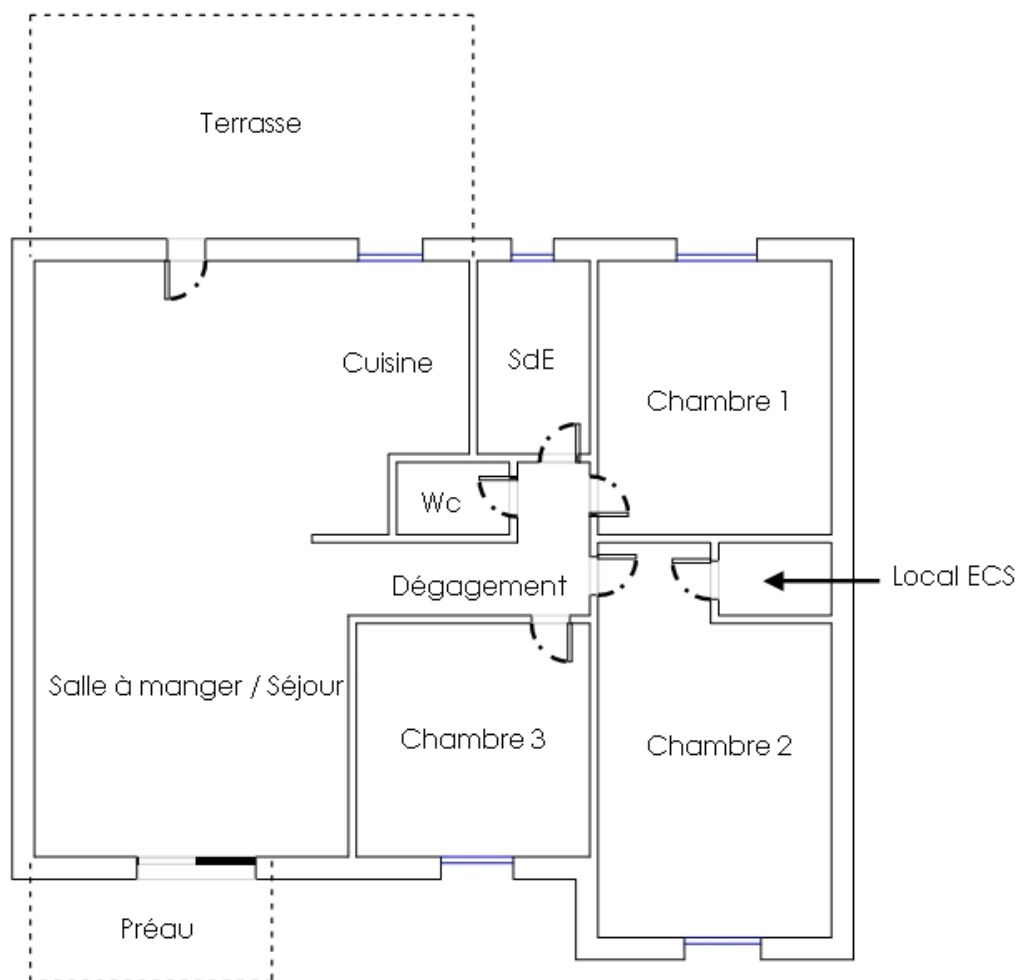 Terrasse
Cuisine
SdE
Chambre 1
Wc
Dégagement
Local ECS
Salle à manger / Séjour
Chambre 3
Chambre 2
Préau